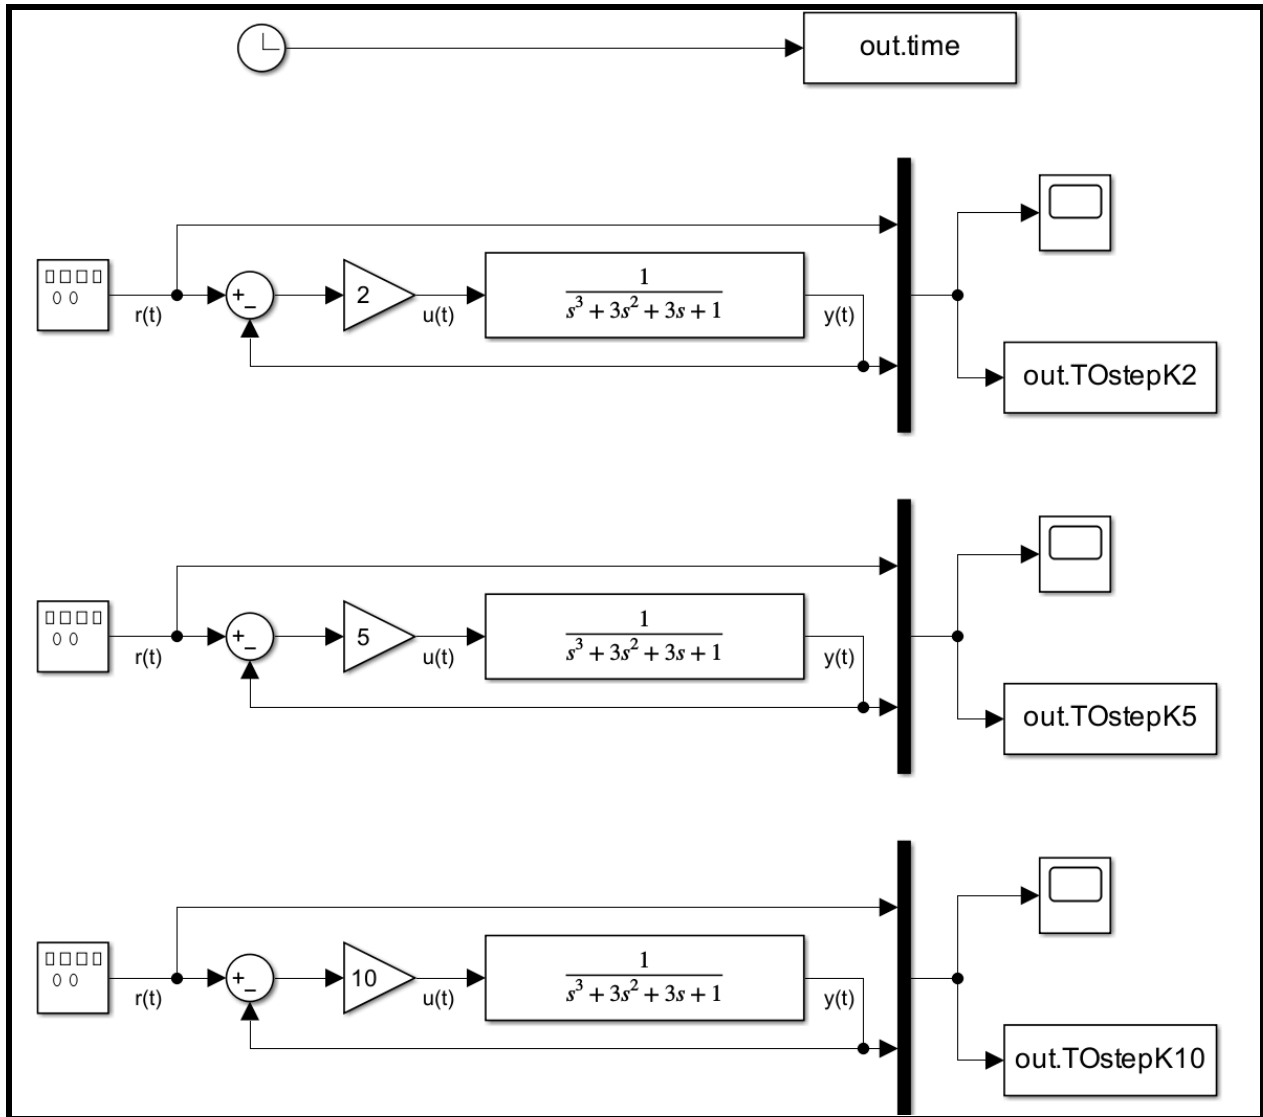 out.time
r(t)
+
−
2
u(t)
1
s³ + 3s² + 3s + 1
y(t)
out.TOstepK2
r(t)
+
−
5
u(t)
1
s³ + 3s² + 3s + 1
y(t)
out.TOstepK5
r(t)
+
−
10
u(t)
1
s³ + 3s² + 3s + 1
y(t)
out.TOstepK10